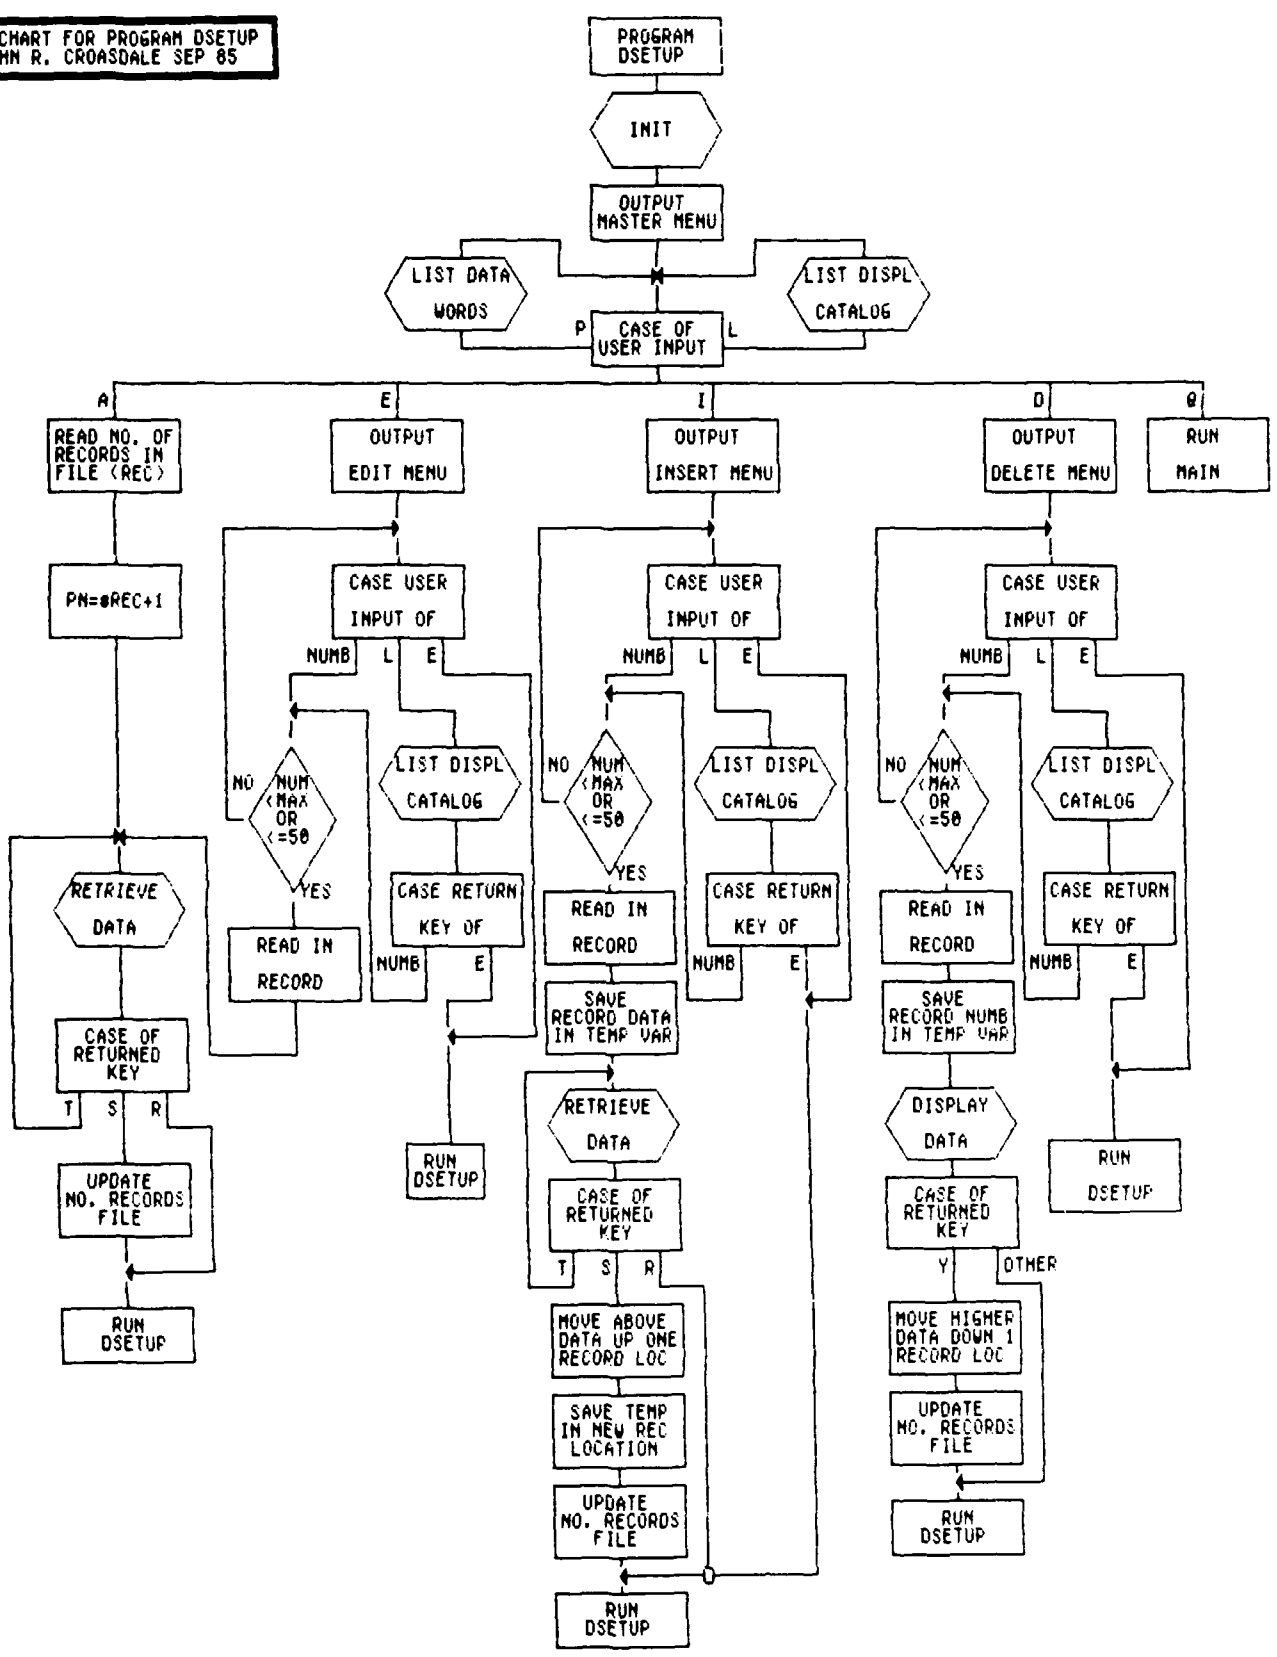 CHART FOR PROGRAM DSETUP
HN R. CROASDALE SEP 85
PROGRAM
DSETUP
INIT
OUTPUT
MASTER MENU
LIST DATA
WORDS
LIST DISPL
CATALOG
P
CASE OF
USER INPUT
L
A
E
I
D
Q
READ NO. OF
RECORDS IN
FILE (REC)
OUTPUT
EDIT MENU
OUTPUT
INSERT MENU
OUTPUT
DELETE MENU
RUN
MAIN
PN=#REC+1
CASE USER
INPUT OF
CASE USER
INPUT OF
CASE USER
INPUT OF
NUMB L E
NUMB L E
NUMB L E
NO
NUM
<MAX
OR
<=50
YES
LIST DISPL
CATALOG
NO
NUM
<MAX
OR
<=50
YES
LIST DISPL
CATALOG
NO
NUM
<MAX
OR
<=50
YES
LIST DISPL
CATALOG
RETRIEVE
DATA
READ IN
RECORD
CASE RETURN
KEY OF
NUMB E
READ IN
RECORD
CASE RETURN
KEY OF
NUMB E
READ IN
RECORD
CASE RETURN
KEY OF
NUMB E
CASE OF
RETURNED
KEY
T S R
SAVE
RECORD DATA
IN TEMP VAR
SAVE
RECORD NUMB
IN TEMP VAR
RETRIEVE
DATA
DISPLAY
DATA
UPDATE
NO. RECORDS
FILE
RUN
DSETUP
RUN
DSETUP
CASE OF
RETURNED
KEY
T S R
CASE OF
RETURNED
KEY
Y OTHER
RUN
DSETUP
MOVE ABOVE
DATA UP ONE
RECORD LOC
MOVE HIGHER
DATA DOWN 1
RECORD LOC
SAVE TEMP
IN NEW REC
LOCATION
UPDATE
NO. RECORDS
FILE
UPDATE
NO. RECORDS
FILE
RUN
DSETUP
RUN
DSETUP